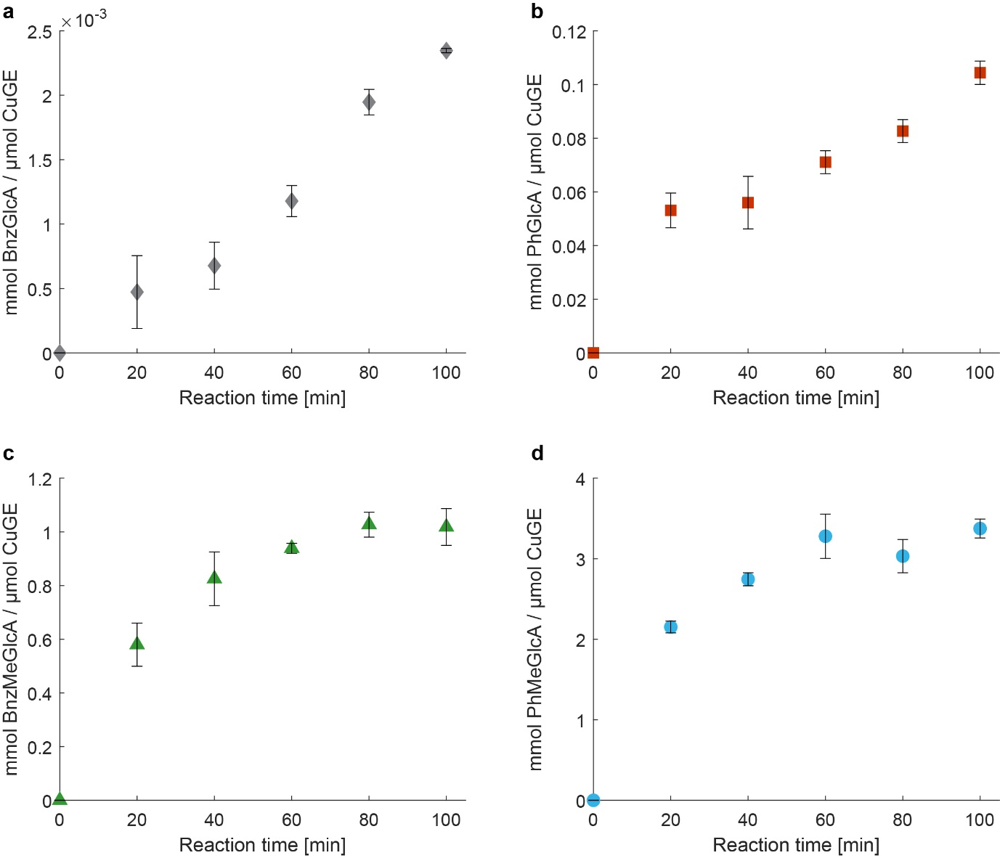 a
× 10-3
2.5
2
1.5
1
0.5
0
0 20 40 60 80 100
mmol BnzGlcA / µmol CuGE
Reaction time [min]
b
0.12
0.1
0.08
0.06
0.04
0.02
0
0 20 40 60 80 100
mmol PhGlcA / µmol CuGE
Reaction time [min]
c
1.2
1
0.8
0.6
0.4
0.2
0
0 20 40 60 80 100
mmol BnzMeGlcA / µmol CuGE
Reaction time [min]
d
4
3
2
1
0
0 20 40 60 80 100
mmol PhMeGlcA / µmol CuGE
Reaction time [min]